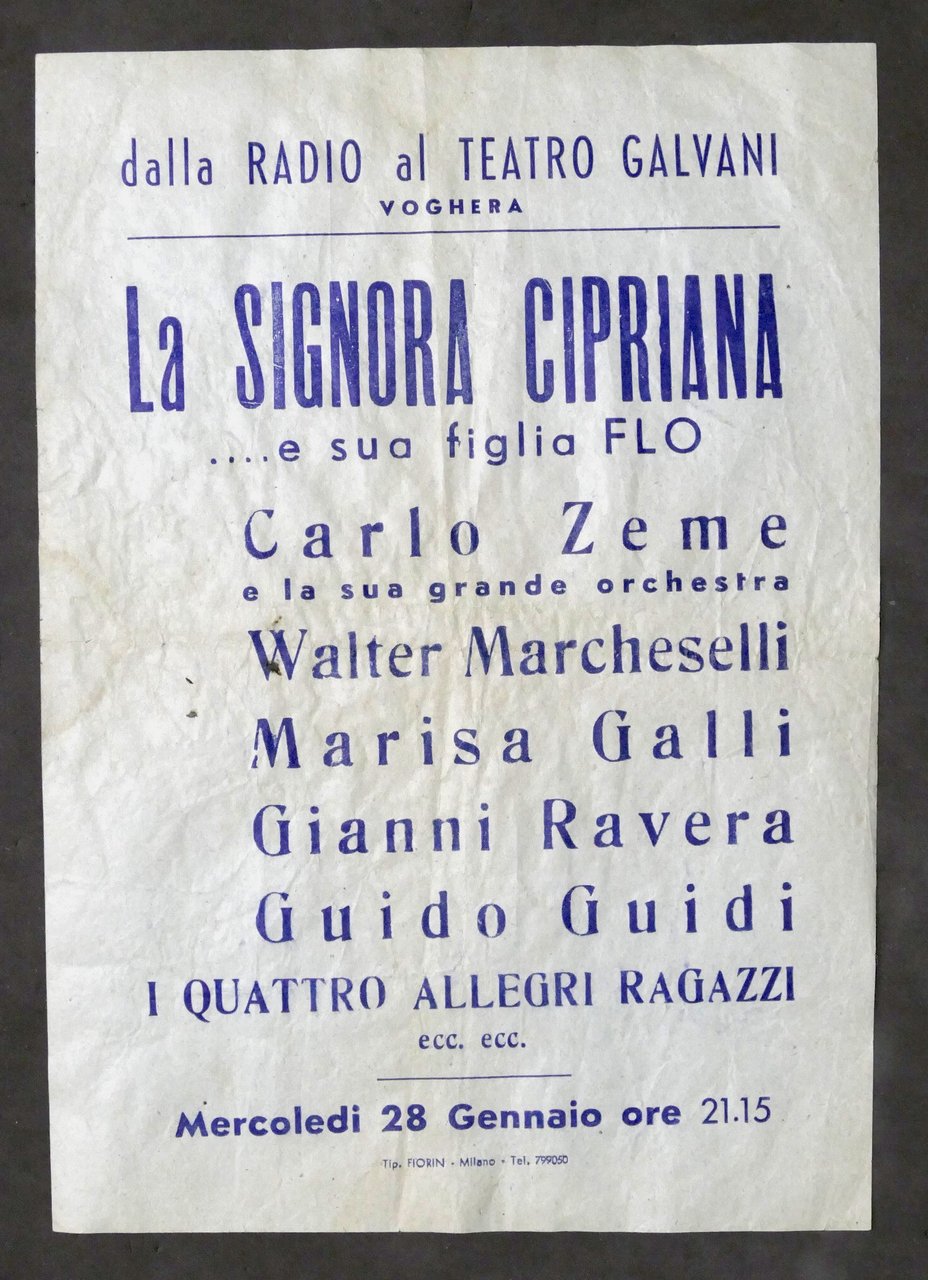 dalla RADIO al TEATRO GALVANI
VOGHERA
La SIGNORA CIPRIANA
....e sua figlia FLO
Carlo Zeme
e la sua grande orchestra
Walter Marcheselli
Marisa Galli
Gianni Ravera
Guido Guidi
I QUATTRO ALLEGRI RAGAZZI
ecc. ecc.
Mercoledi 28 Gennaio ore 21.15
Tip. FIORIN - Milano - Tel. 799050